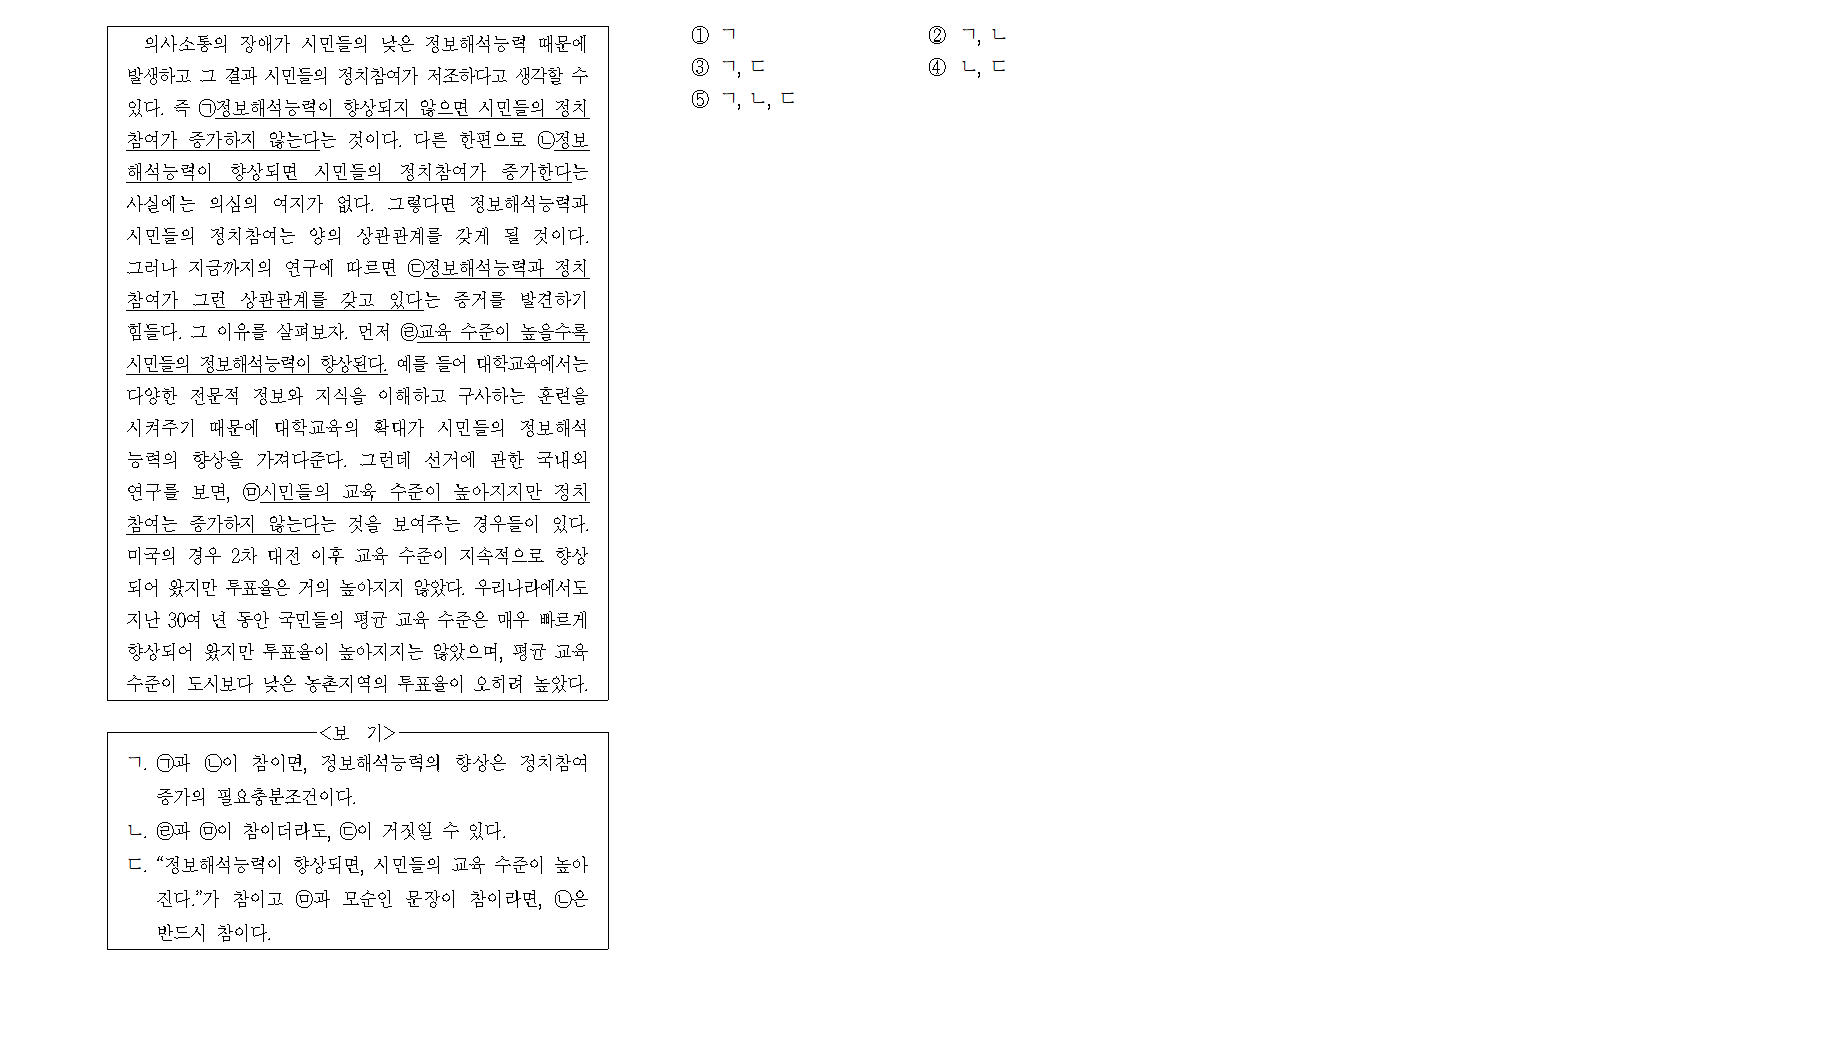 의사소통의 장애가 시민들의 낮은 정보해석능력 때문에
발생하고 그 결과 시민들의 정치참여가 저조하다고 생각할 수
있다. 즉 ㉠정보해석능력이 향상되지 않으면 시민들의 정치
참여가 증가하지 않는다는 것이다. 다른 한편으로 ㉡정보
해석능력이 향상되면 시민들의 정치참여가 증가한다는
사실에는 의심의 여지가 없다. 그렇다면 정보해석능력과
시민들의 정치참여는 양의 상관관계를 갖게 될 것이다.
그러나 지금까지의 연구에 따르면 ㉢정보해석능력과 정치
참여가 그런 상관관계를 갖고 있다는 증거를 발견하기
힘들다. 그 이유를 살펴보자. 먼저 ㉣교육 수준이 높을수록
시민들의 정보해석능력이 향상된다. 예를 들어 대학교육에서는
다양한 전문적 정보와 지식을 이해하고 구사하는 훈련을
시켜주기 때문에 대학교육의 확대가 시민들의 정보해석
능력의 향상을 가져다준다. 그런데 선거에 관한 국내외
연구를 보면, ㉤시민들의 교육 수준이 높아지지만 정치
참여는 증가하지 않는다는 것을 보여주는 경우들이 있다.
미국의 경우 2차 대전 이후 교육 수준이 지속적으로 향상
되어 왔지만 투표율은 거의 높아지지 않았다. 우리나라에서도
지난 30여 년 동안 국민들의 평균 교육 수준은 매우 빠르게
향상되어 왔지만 투표율이 높아지지는 않았으며, 평균 교육
수준이 도시보다 낮은 농촌지역의 투표율이 오히려 높았다.
<보 기>
ㄱ. ㉠과 ㉡이 참이면, 정보해석능력의 향상은 정치참여
증가의 필요충분조건이다.
ㄴ. ㉣과 ㉤이 참이더라도, ㉢이 거짓일 수 있다.
ㄷ. “정보해석능력이 향상되면, 시민들의 교육 수준이 높아
진다.”가 참이고 ㉤과 모순인 문장이 참이라면, ㉡은
반드시 참이다.
① ㄱ ② ㄱ, ㄴ
③ ㄱ, ㄷ ④ ㄴ, ㄷ
⑤ ㄱ, ㄴ, ㄷ